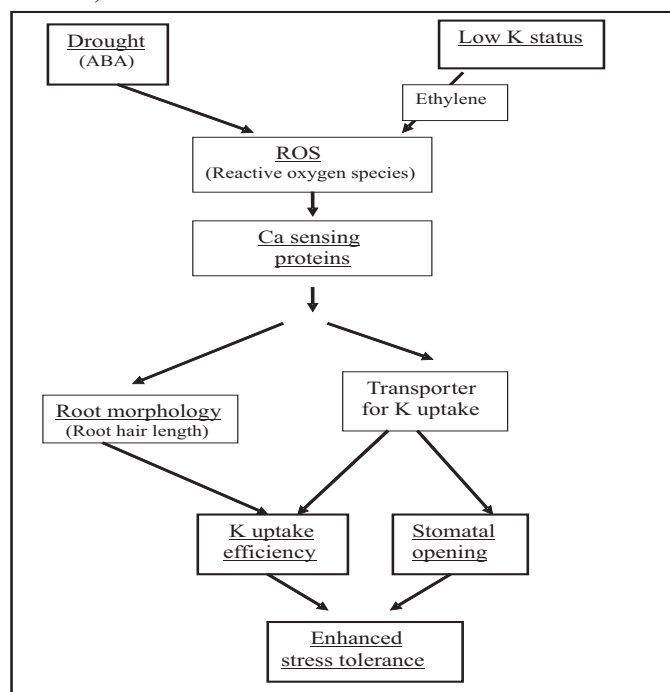 Drought
(ABA)
Low K status
Ethylene
ROS
(Reactive oxygen species)
Ca sensing
proteins
Transporter
for K uptake
Root morphology
(Root hair length)
K uptake
efficiency
Stomatal
opening
Enhanced
stress tolerance